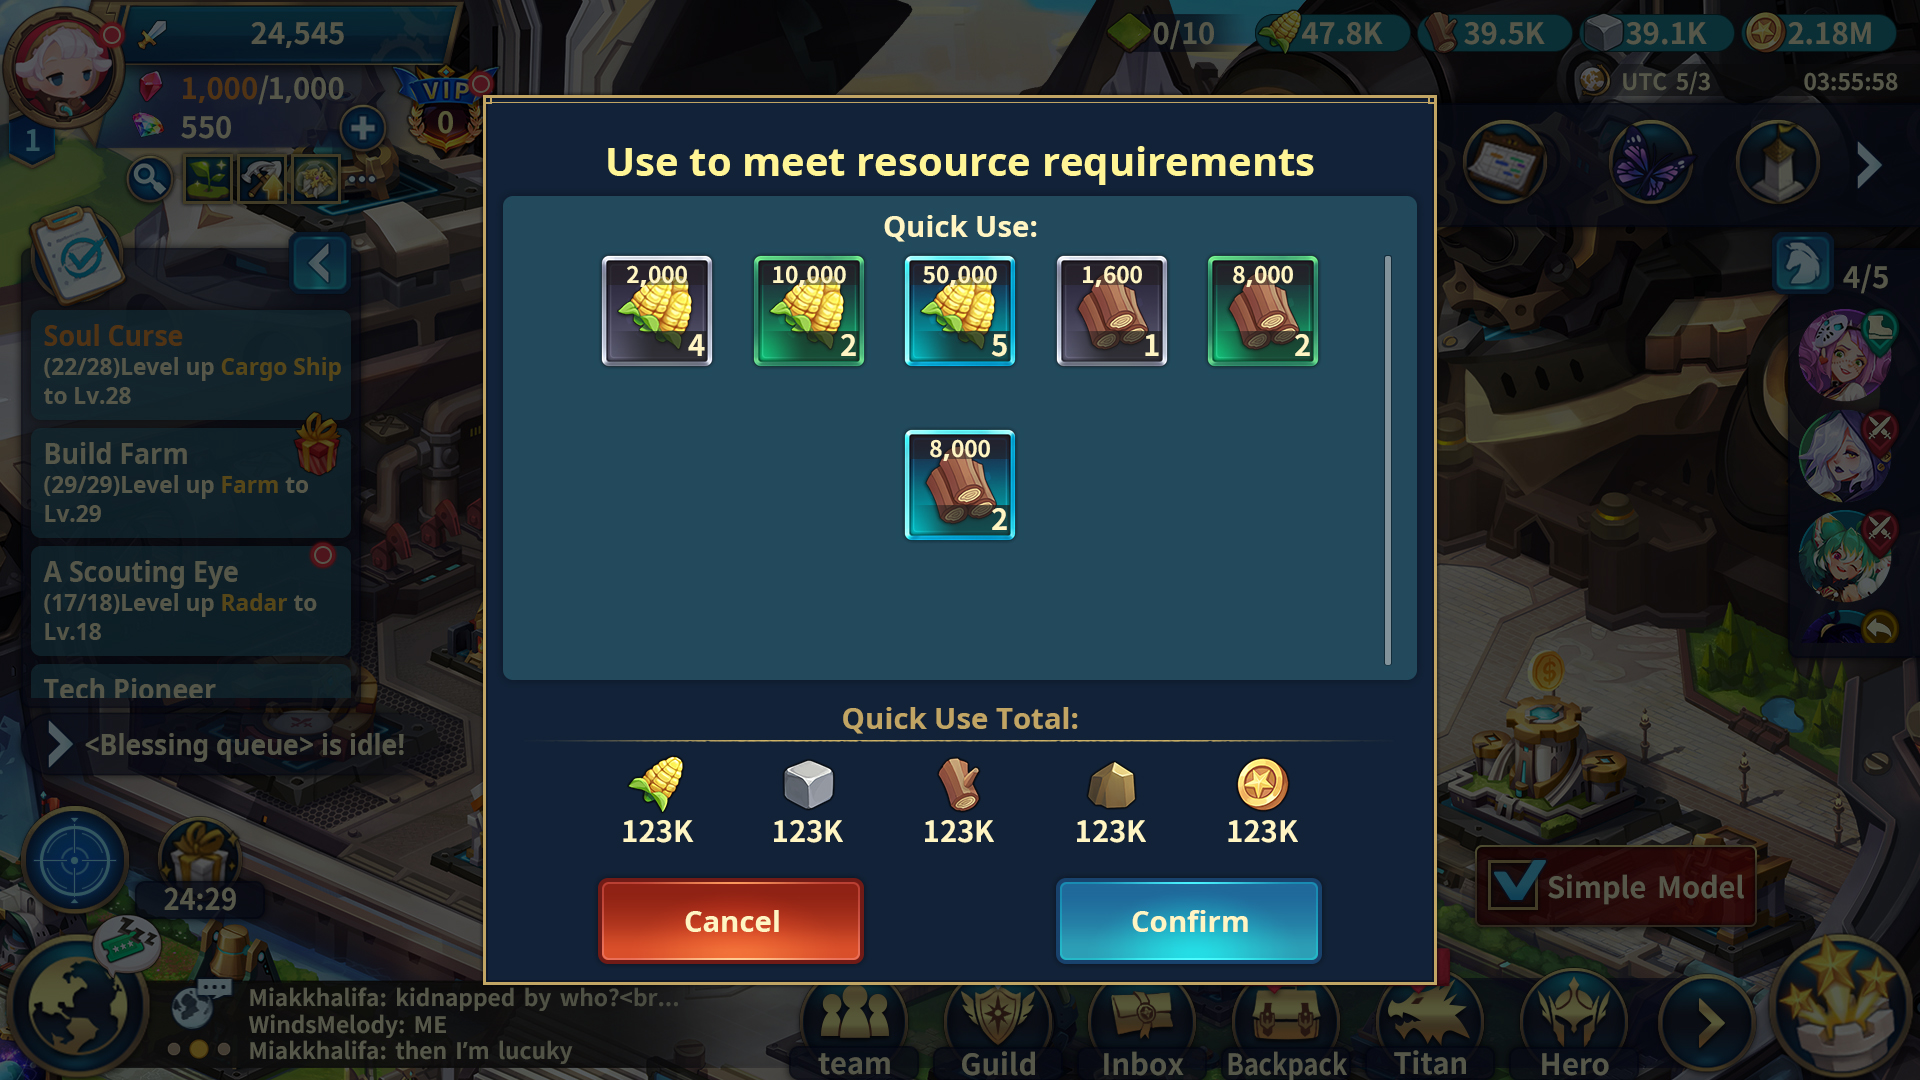 24,545
1,000/1,000
550
VIP
0
1
0/10
47.8K
39.5K
39.1K
2.18M
UTC 5/3
03:55:58
Use to meet resource requirements
Quick Use:
2,000
4
10,000
2
50,000
5
1,600
1
8,000
2
8,000
2
Quick Use Total:
123K
123K
123K
123K
123K
Cancel
Confirm
Soul Curse
(22/28)Level up Cargo Ship
to Lv.28
Build Farm
(29/29)Level up Farm to
Lv.29
A Scouting Eye
(17/18)Level up Radar to
Lv.18
Tech Pioneer
<Blessing queue> is idle!
24:29
4/5
Simple Model
Miakkhalifa: kidnapped by who?<br...
WindsMelody: ME
Miakkhalifa: then I'm lucuky
team
Guild
Inbox
Backpack
Titan
Hero